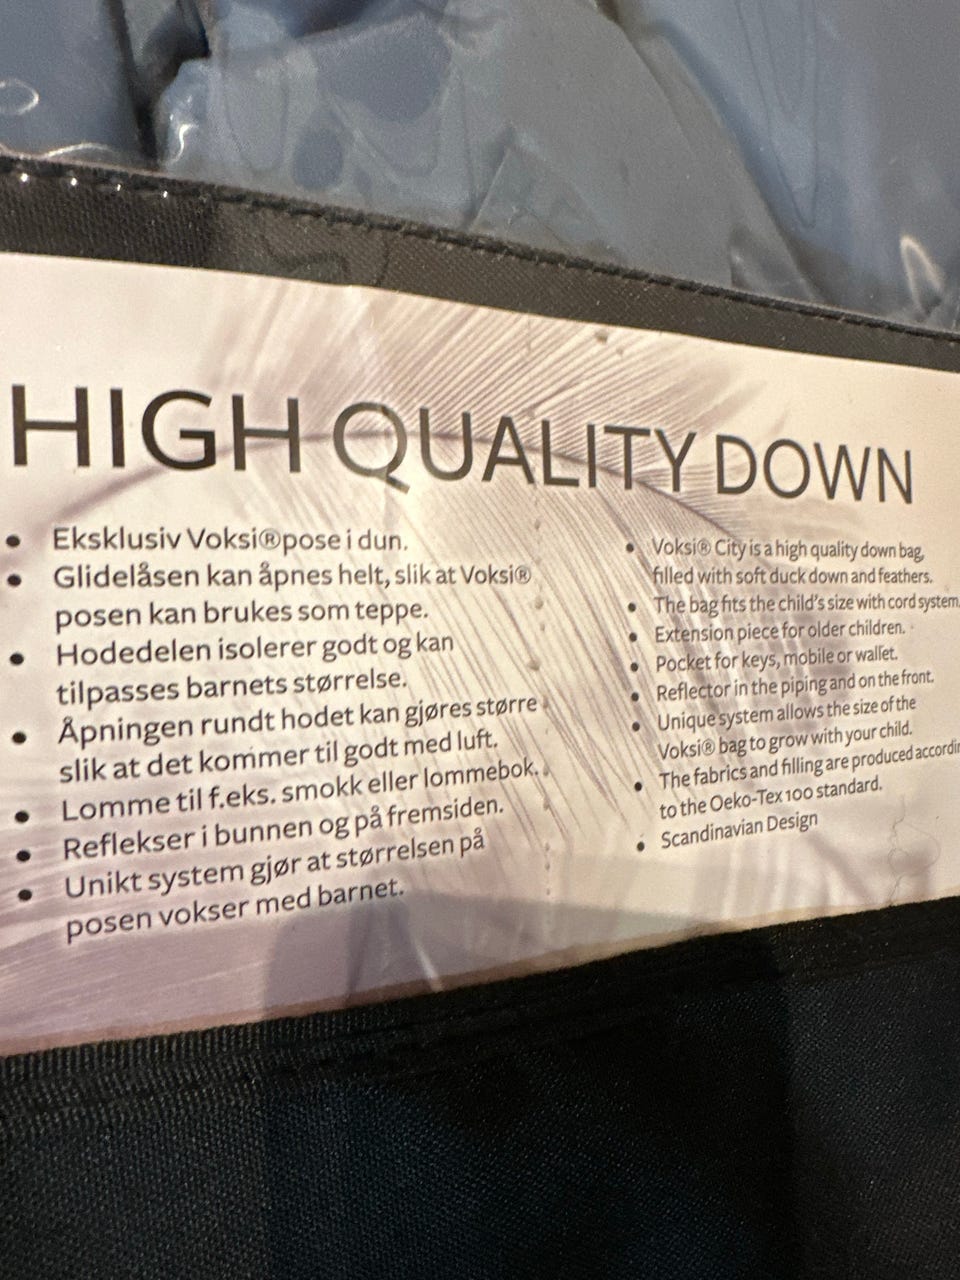 HIGH QUALITY DOWN
• Eksklusiv Voksi®pose i dun.
• Glidelåsen kan åpnes helt, slik at Voksi®
posen kan brukes som teppe.
• Hodedelen isolerer godt og kan
tilpasses barnets størrelse.
• Åpningen rundt hodet kan gjøres større
slik at det kommer til godt med luft.
• Lomme til f.eks. smokk eller lommebok.
• Reflekser i bunnen og på fremsiden.
• Unikt system gjør at størrelsen på
posen vokser med barnet.
• Voksi® City is a high quality down bag,
filled with soft duck down and feathers.
• The bag fits the child's size with cord system.
• Extension piece for older children.
• Pocket for keys, mobile or wallet.
• Reflector in the piping and on the front.
• Unique system allows the size of the
Voksi® bag to grow with your child.
• The fabrics and filling are produced accordin
to the Oeko-Tex 100 standard.
• Scandinavian Design